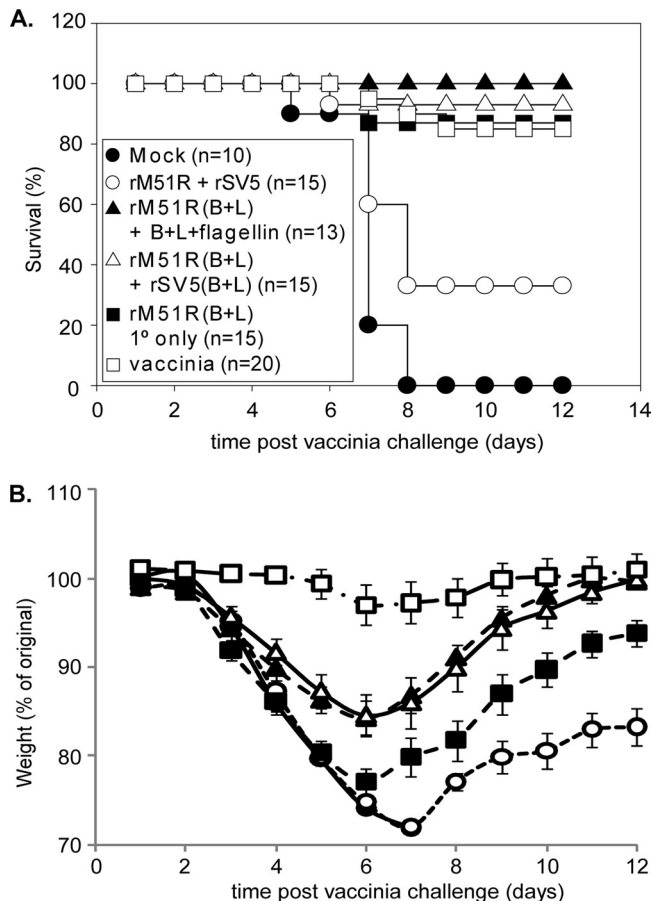 A.
120
100
80
60
40
20
0
Survival (%)
Mock (n=10)
rM51R + rSV5 (n=15)
rM51R(B+L)
+ B+L+flagellin (n=13)
rM51R(B+L)
+ rSV5(B+L) (n=15)
rM51R(B+L)
1º only (n=15)
vaccinia (n=20)
0 2 4 6 8 10 12 14
time post vaccinia challenge (days)
B.
110
100
90
80
70
Weight (% of original)
0 2 4 6 8 10 12
time post vaccinia challenge (days)